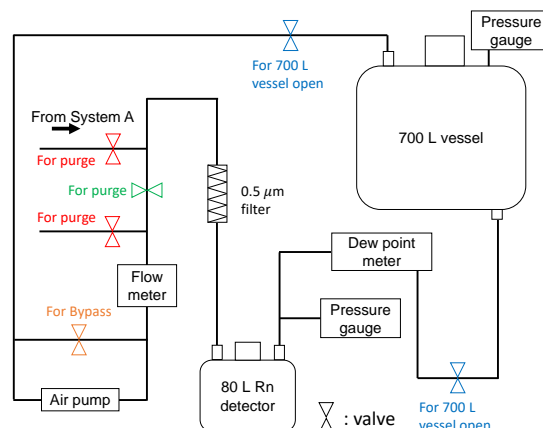 Pressure
gauge
For 700 L
vessel open
From System A
700 L vessel
For purge
For purge
0.5 μm
filter
For purge
Dew point
meter
Flow
meter
For Bypass
Pressure
gauge
80 L Rn
detector
Air pump
: valve
For 700 L
vessel open